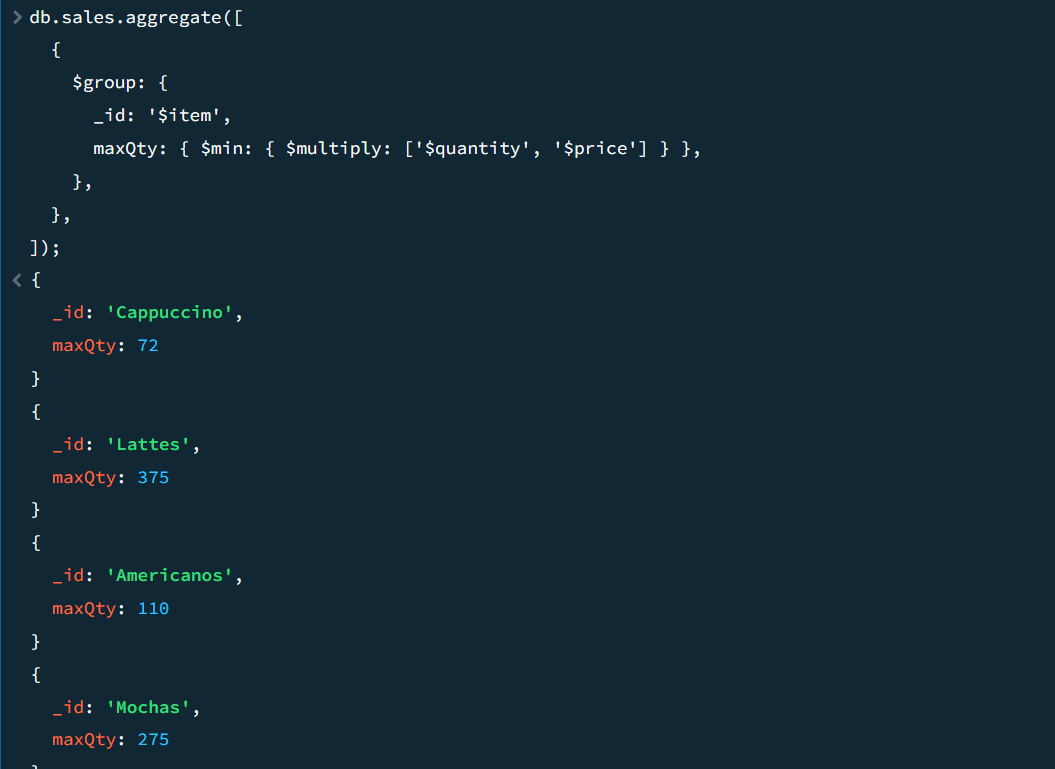 db.sales.aggregate([
{
$group: {
_id: '$item',
maxQty: { $min: { $multiply: ['$quantity', '$price'] } },
},
},
]);
{
_id: 'Cappuccino',
maxQty: 72
}
{
_id: 'Lattes',
maxQty: 375
}
{
_id: 'Americanos',
maxQty: 110
}
{
_id: 'Mochas',
maxQty: 275